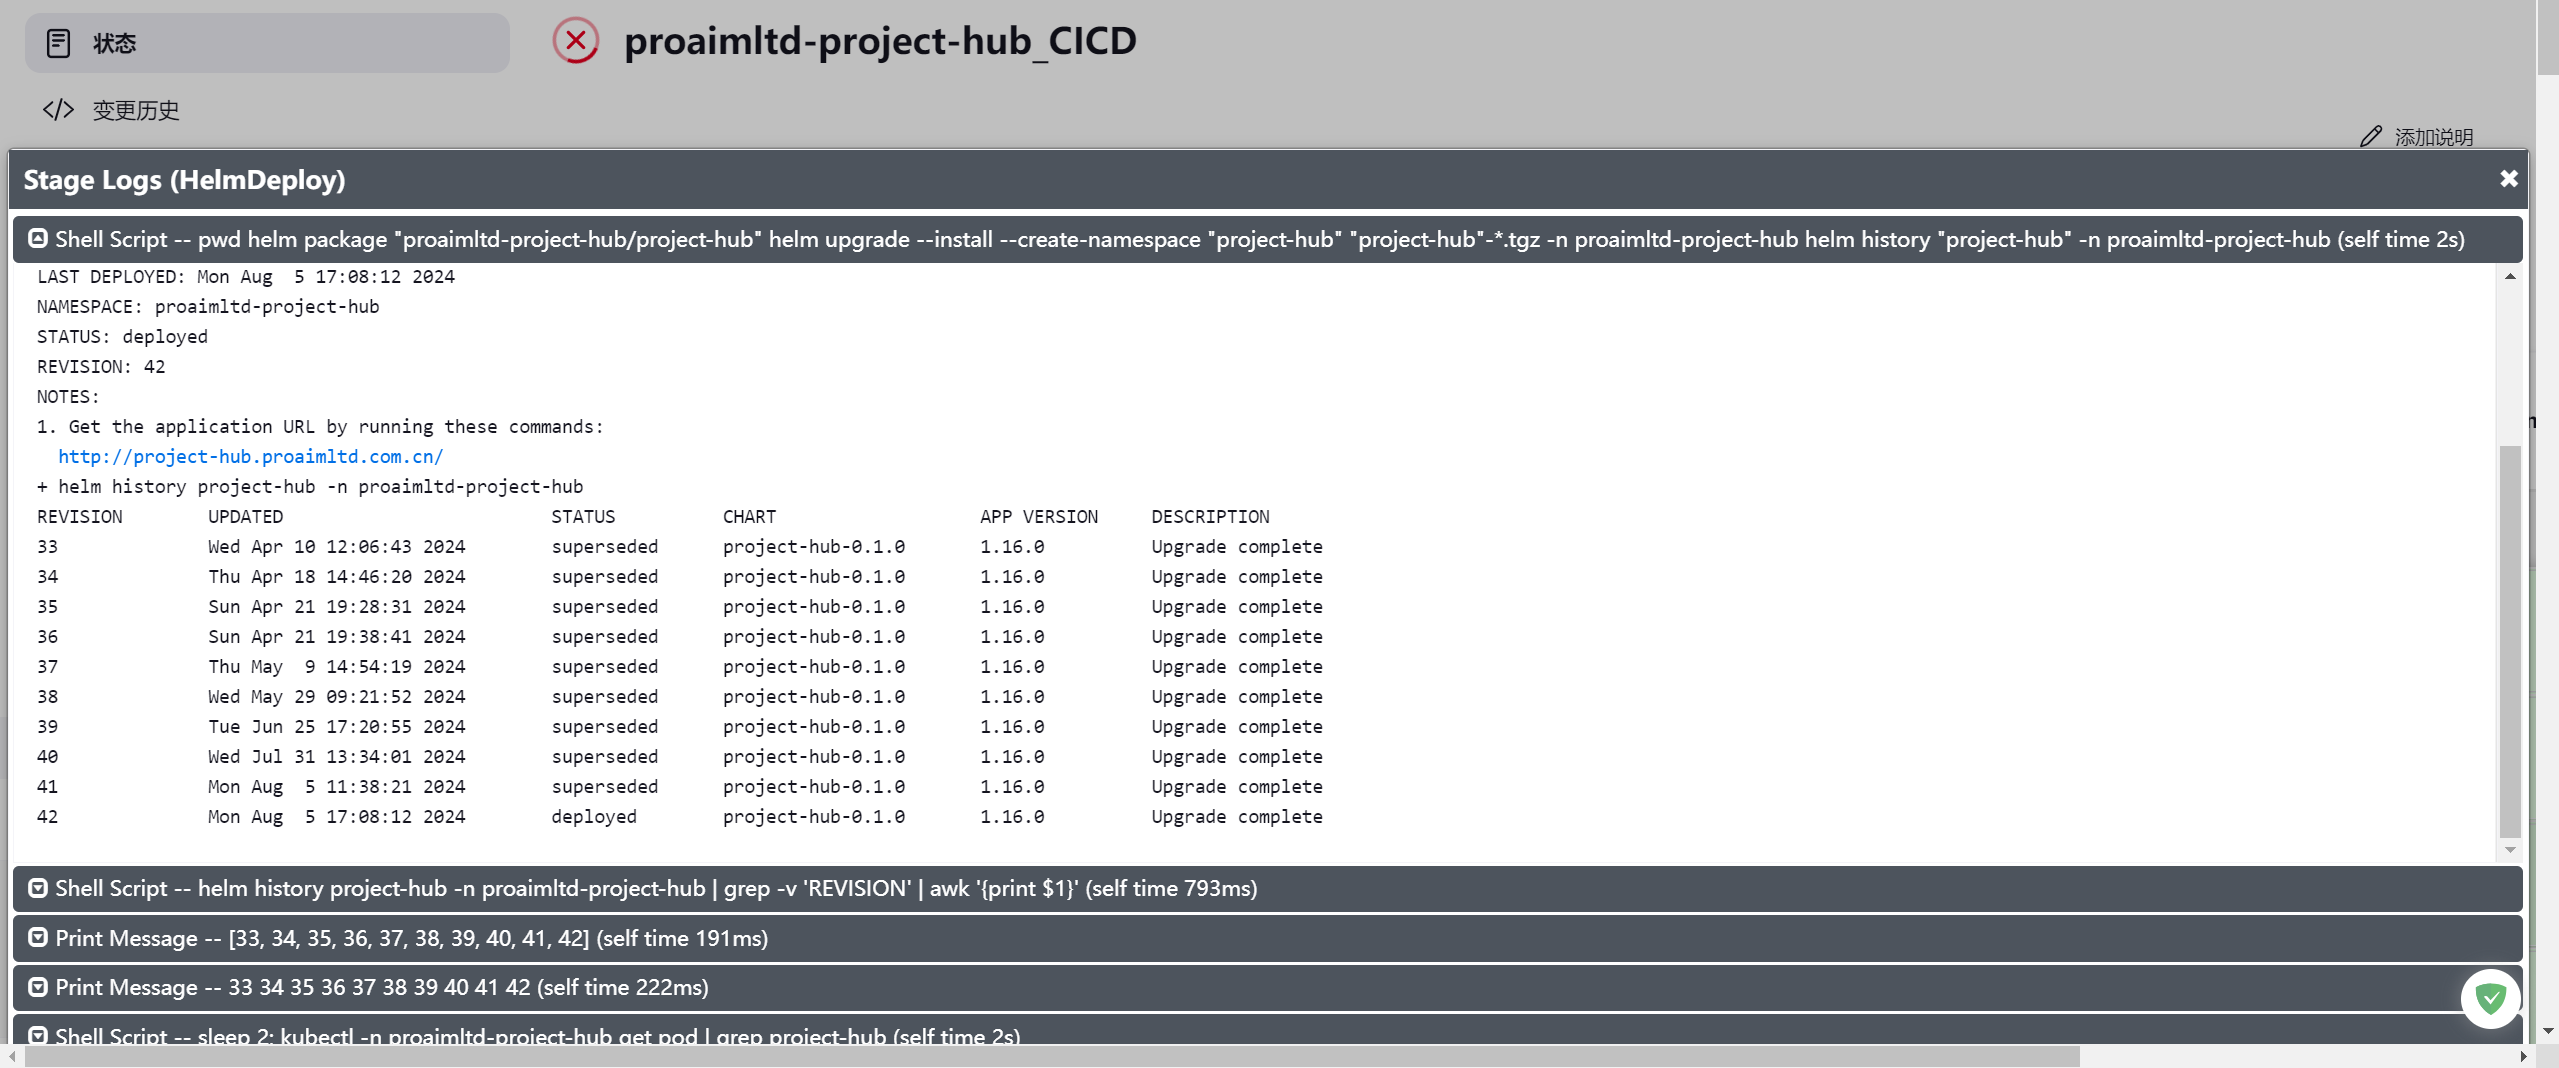 状态
proaimltd-project-hub_CICD
变更历史
添加说明
Stage Logs (HelmDeploy)
Shell Script -- pwd helm package "proaimltd-project-hub/project-hub" helm upgrade --install --create-namespace "project-hub" "project-hub"-*.tgz -n proaimltd-project-hub helm history "project-hub" -n proaimltd-project-hub (self time 2s)
LAST DEPLOYED: Mon Aug  5 17:08:12 2024
NAMESPACE: proaimltd-project-hub
STATUS: deployed
REVISION: 42
NOTES:
1. Get the application URL by running these commands:
http://project-hub.proaimltd.com.cn/
+ helm history project-hub -n proaimltd-project-hub
REVISION UPDATED STATUS CHART APP VERSION DESCRIPTION
33 Wed Apr 10 12:06:43 2024 superseded project-hub-0.1.0 1.16.0 Upgrade complete
34 Thu Apr 18 14:46:20 2024 superseded project-hub-0.1.0 1.16.0 Upgrade complete
35 Sun Apr 21 19:28:31 2024 superseded project-hub-0.1.0 1.16.0 Upgrade complete
36 Sun Apr 21 19:38:41 2024 superseded project-hub-0.1.0 1.16.0 Upgrade complete
37 Thu May  9 14:54:19 2024 superseded project-hub-0.1.0 1.16.0 Upgrade complete
38 Wed May 29 09:21:52 2024 superseded project-hub-0.1.0 1.16.0 Upgrade complete
39 Tue Jun 25 17:20:55 2024 superseded project-hub-0.1.0 1.16.0 Upgrade complete
40 Wed Jul 31 13:34:01 2024 superseded project-hub-0.1.0 1.16.0 Upgrade complete
41 Mon Aug  5 11:38:21 2024 superseded project-hub-0.1.0 1.16.0 Upgrade complete
42 Mon Aug  5 17:08:12 2024 deployed project-hub-0.1.0 1.16.0 Upgrade complete
Shell Script -- helm history project-hub -n proaimltd-project-hub | grep -v 'REVISION' | awk '{print $1}' (self time 793ms)
Print Message -- [33, 34, 35, 36, 37, 38, 39, 40, 41, 42] (self time 191ms)
Print Message -- 33 34 35 36 37 38 39 40 41 42 (self time 222ms)
Shell Script -- sleep 2; kubectl -n proaimltd-project-hub get pod | grep project-hub (self time 2s)